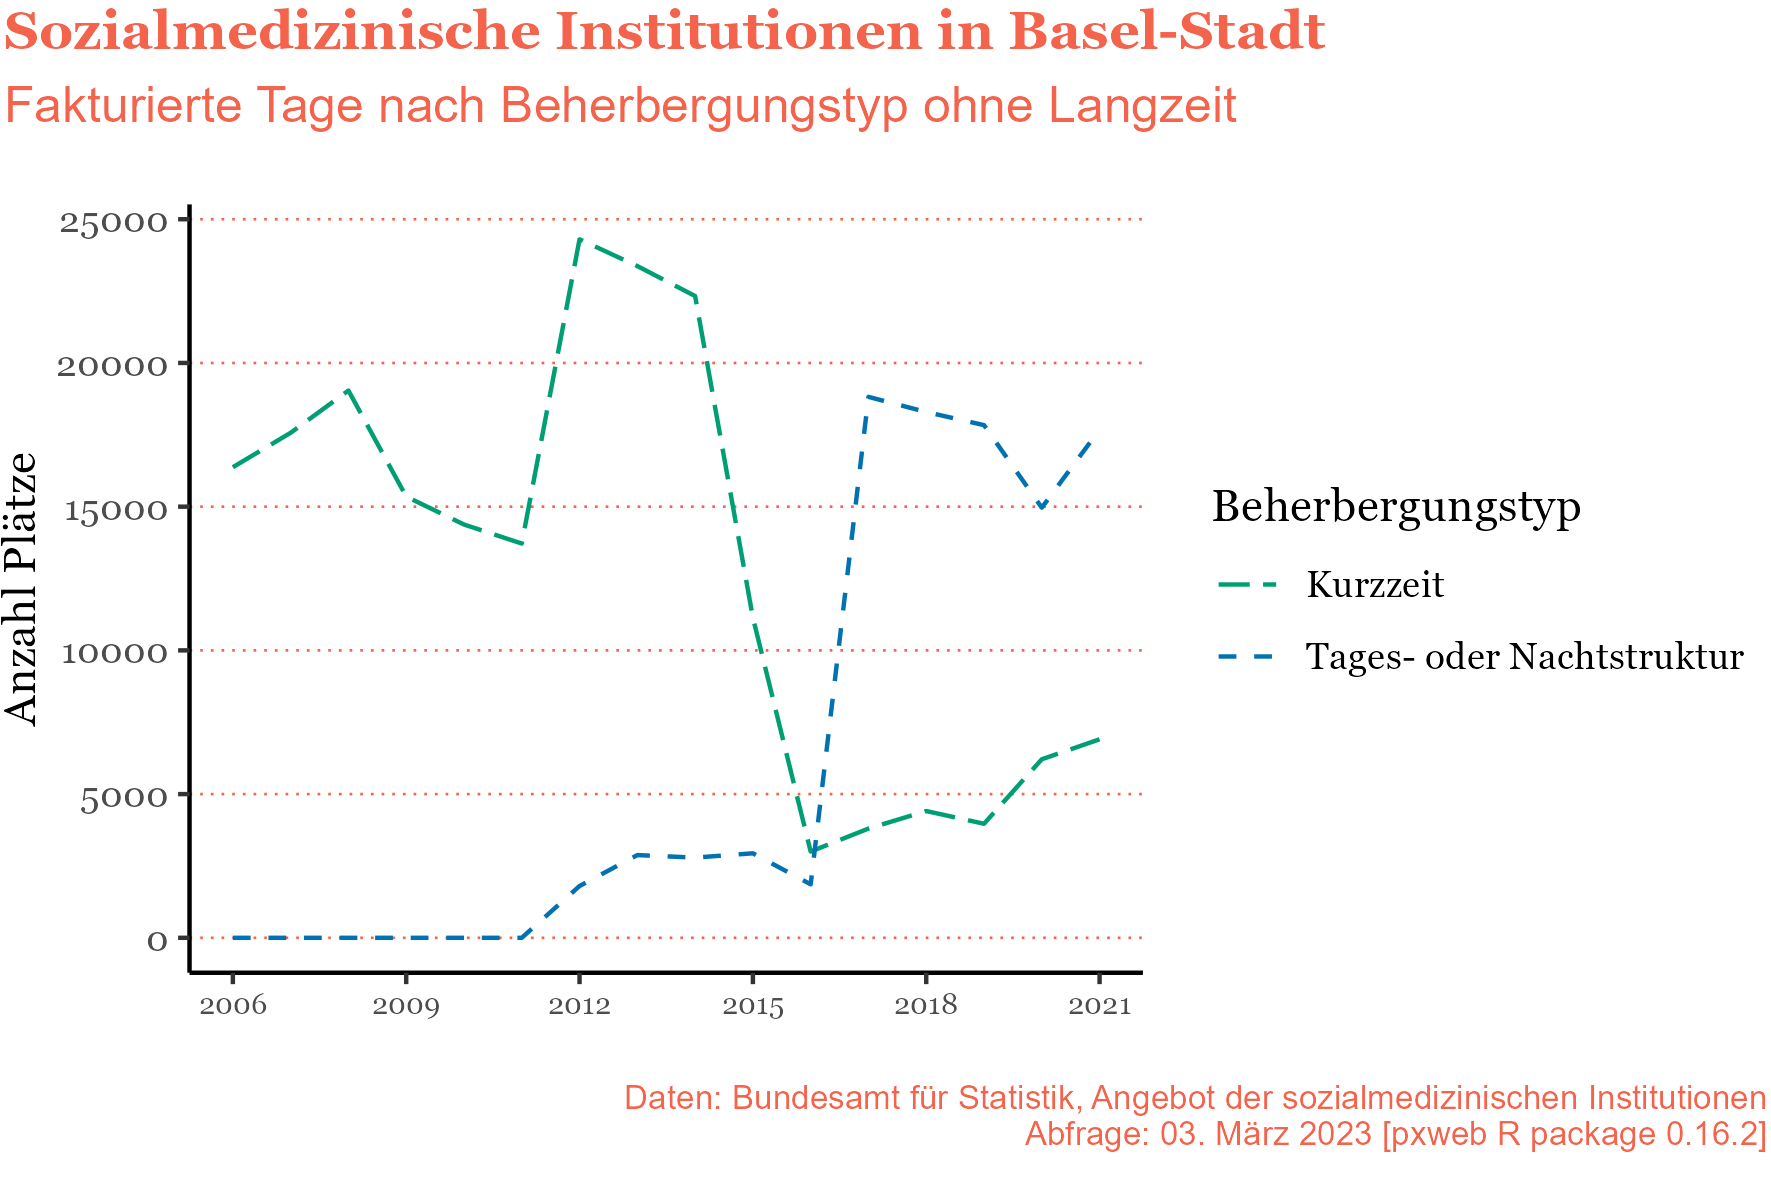 Sozialmedizinische Institutionen in Basel-Stadt
Fakturierte Tage nach Beherbergungstyp ohne Langzeit
Anzahl Plätze
25000
20000
15000
10000
5000
0
2006 2009 2012 2015 2018 2021
Beherbergungstyp
Kurzzeit
Tages- oder Nachtstruktur
Daten: Bundesamt für Statistik, Angebot der sozialmedizinischen Institutionen
Abfrage: 03. März 2023 [pxweb R package 0.16.2]